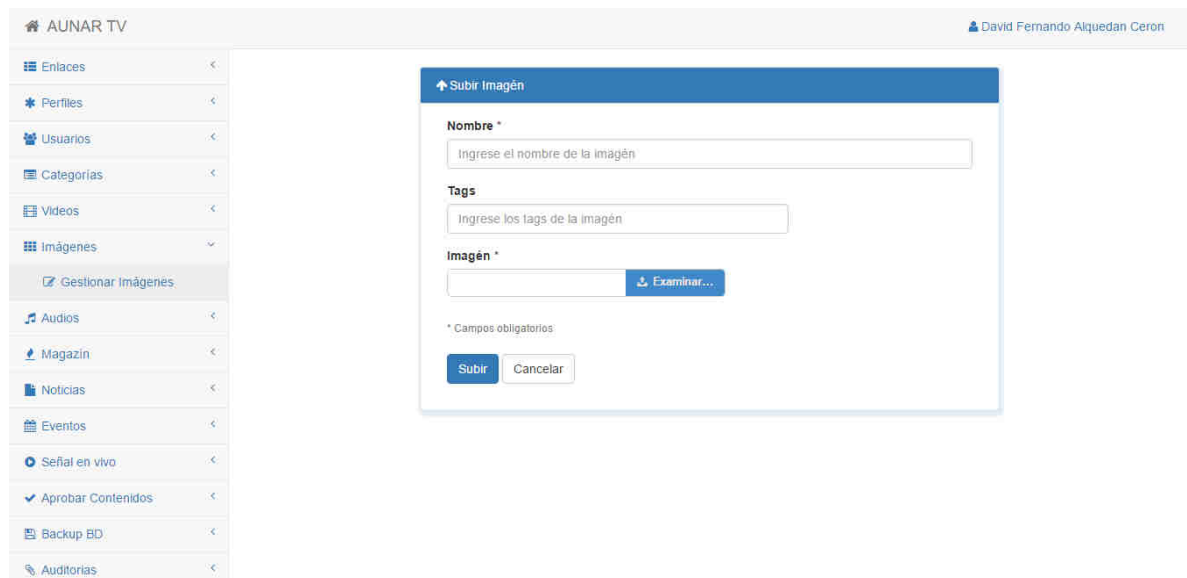 AUNAR TV
David Fernando Alquedan Ceron
Enlaces
Perfiles
Usuarios
Categorías
Videos
Imágenes
Gestionar Imágenes
Audios
Magazín
Noticias
Eventos
Señal en vivo
Aprobar Contenidos
Backup BD
Auditorias
Subir Imagén
Nombre *
Ingrese el nombre de la imagén
Tags
Ingrese los tags de la imagén
Imagén *
Examinar...
* Campos obligatorios
Subir Cancelar